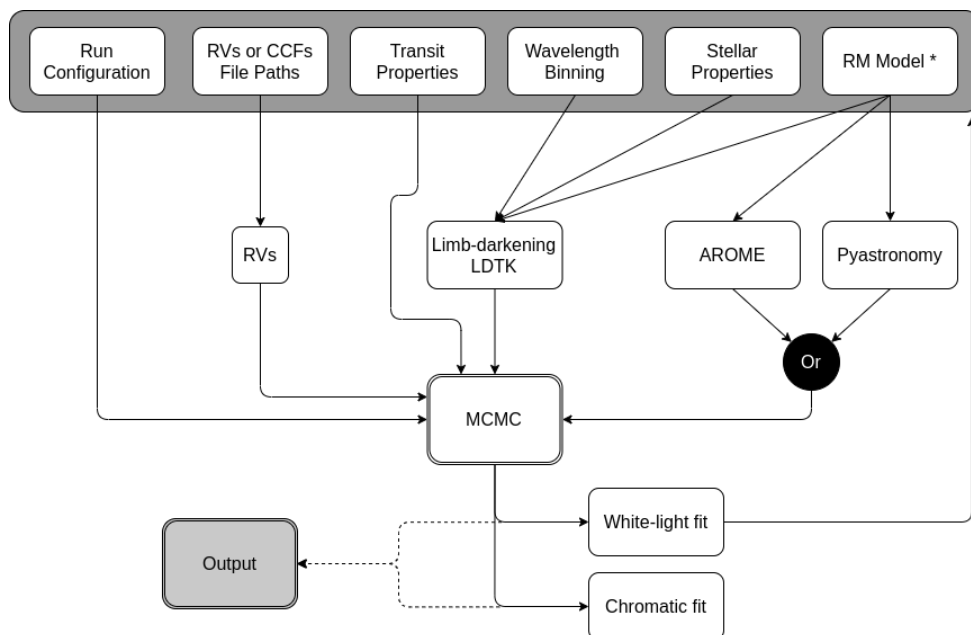 Run
Configuration
RVs or CCFs
File Paths
Transit
Properties
Wavelength
Binning
Stellar
Properties
RM Model *
RVs
Limb-darkening
LDTK
AROME
Pyastronomy
Or
MCMC
White-light fit
Output
Chromatic fit